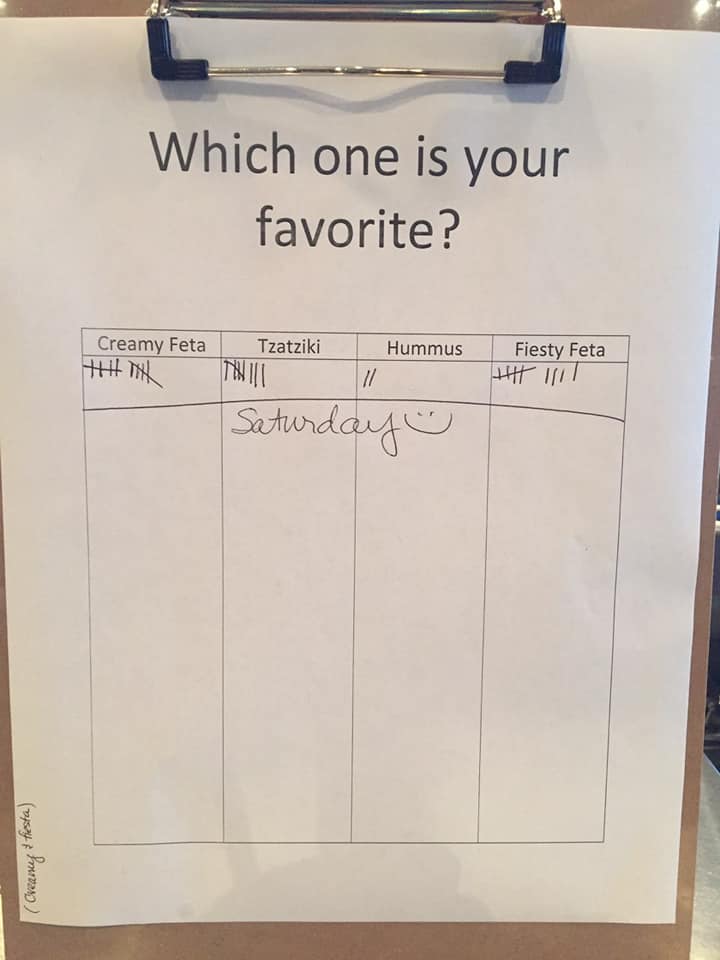 Which one is your
favorite?
Creamy Feta Tzatziki Hummus Fiesty Feta
Saturday
(Creamy & fiesta)